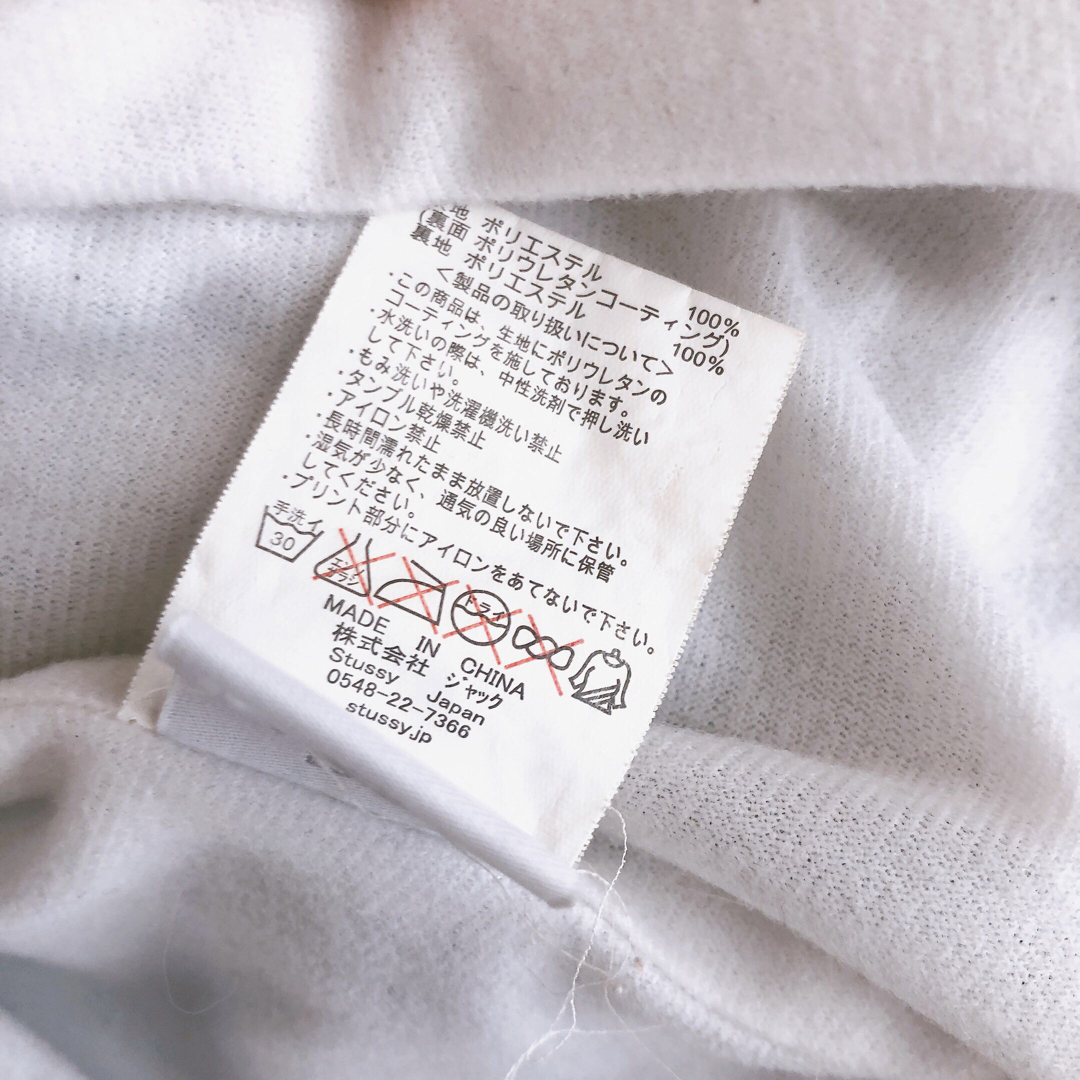 地 ポリエステル 100%
(裏面 ポリウレタンコーティング)
裏地 ポリエステル 100%
<製品の取り扱いについて>
・この商品は、生地にポリウレタンの
コーティングを施しております。
・水洗いの際は、中性洗剤で押し洗い
して下さい。
・もみ洗いや洗濯機洗い禁止
・タンブル乾燥禁止
・アイロン禁止
・長時間濡れたまま放置しないで下さい。
・湿気が少なく、通気の良い場所に保管
してください。
・プリント部分にアイロンをあてないで下さい。
手洗イ
30
エンソ
サラシ
ドライ
MADE IN CHINA
株式会社 ジャック
Stussy Japan
0548-22-7366
stussy.jp